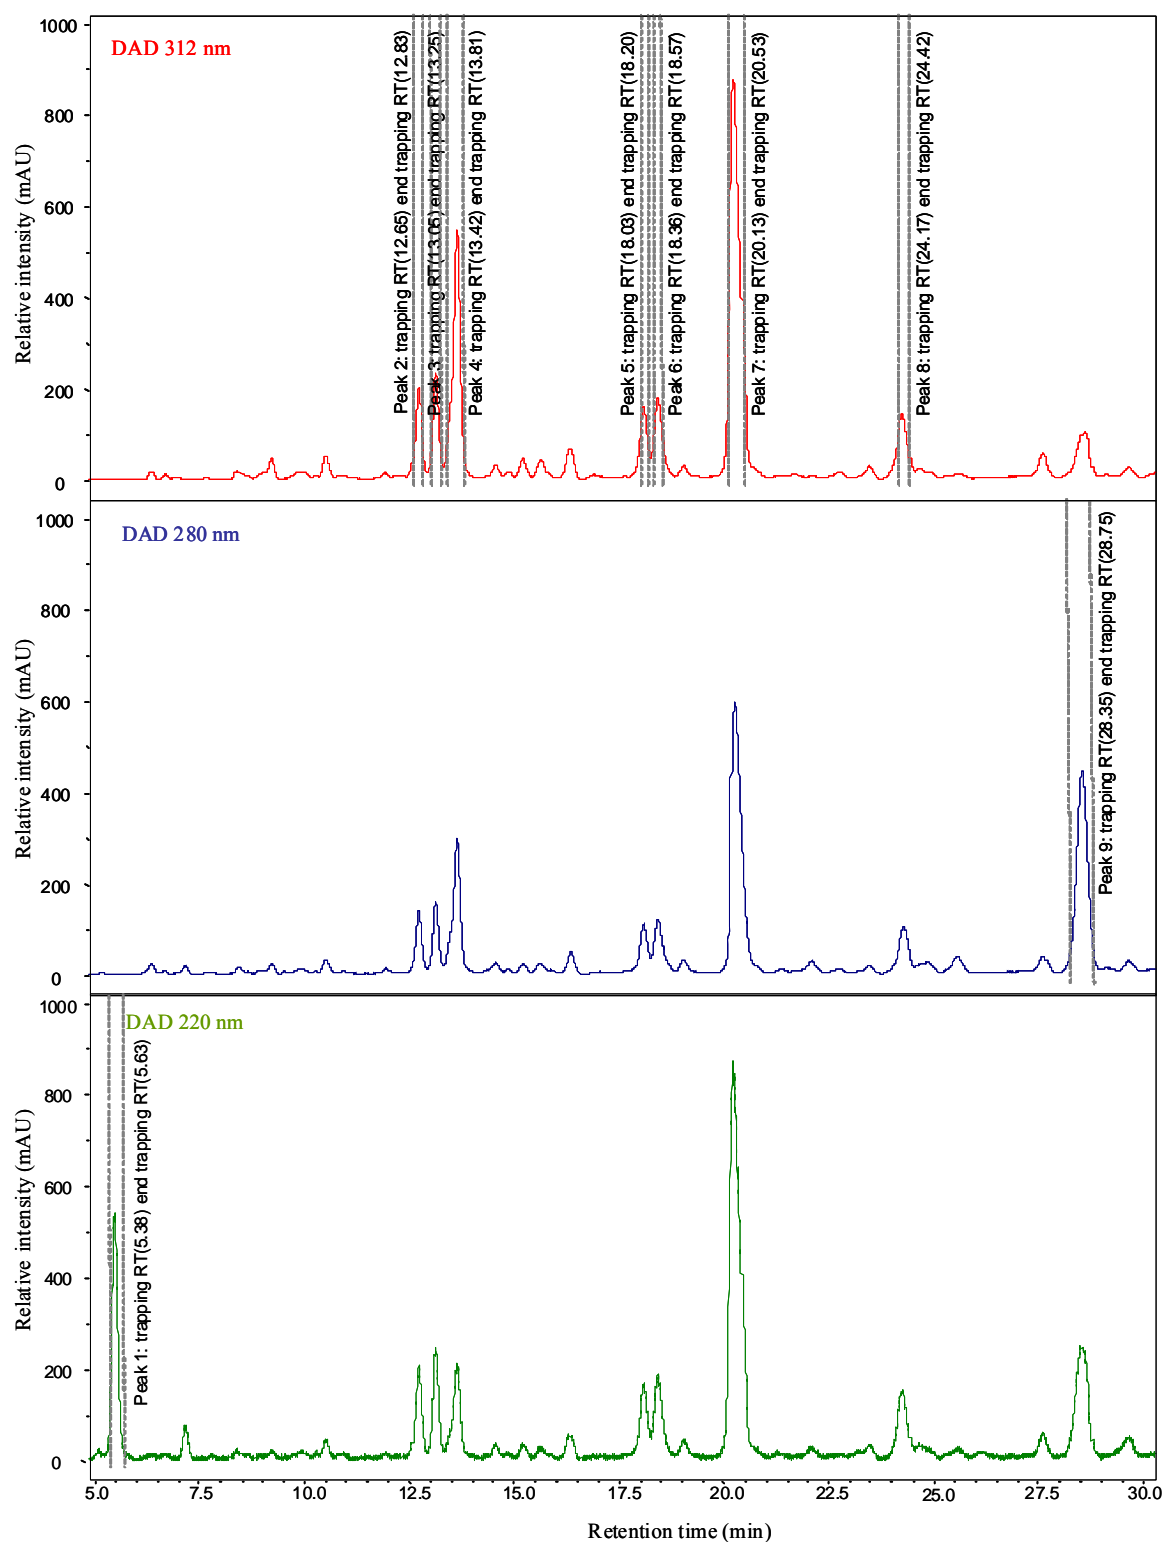 DAD 312 nm
Relative intensity (mAU)
1000
800
600
400
200
0
Peak 2: trapping RT(12.65) end trapping RT(12.83)
Peak 3: trapping RT(13.05) end trapping RT(13.25)
Peak 4: trapping RT(13.42) end trapping RT(13.81)
Peak 5: trapping RT(18.03) end trapping RT(18.20)
Peak 6: trapping RT(18.36) end trapping RT(18.57)
Peak 7: trapping RT(20.13) end trapping RT(20.53)
Peak 8: trapping RT(24.17) end trapping RT(24.42)
DAD 280 nm
Relative intensity (mAU)
1000
800
600
400
200
0
Peak 9: trapping RT(28.35) end trapping RT(28.75)
DAD 220 nm
Relative intensity (mAU)
1000
800
600
400
200
0
Peak 1: trapping RT(5.38) end trapping RT(5.63)
5.0 7.5 10.0 12.5 15.0 17.5 20.0 22.5 25.0 27.5 30.0
Retention time (min)